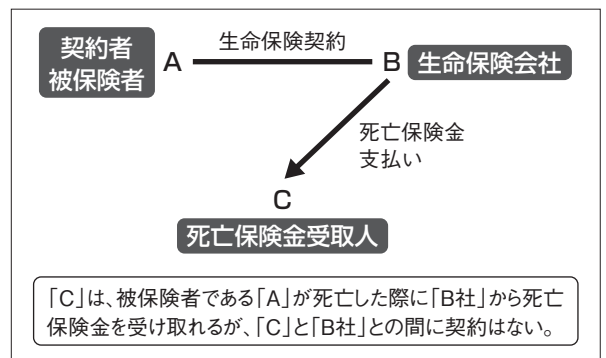 契約者
被保険者
A
生命保険契約
B
生命保険会社
死亡保険金
支払い
C
死亡保険金受取人
「C」は、被保険者である「A」が死亡した際に「B社」から死亡
保険金を受け取れるが、「C」と「B社」との間に契約はない。